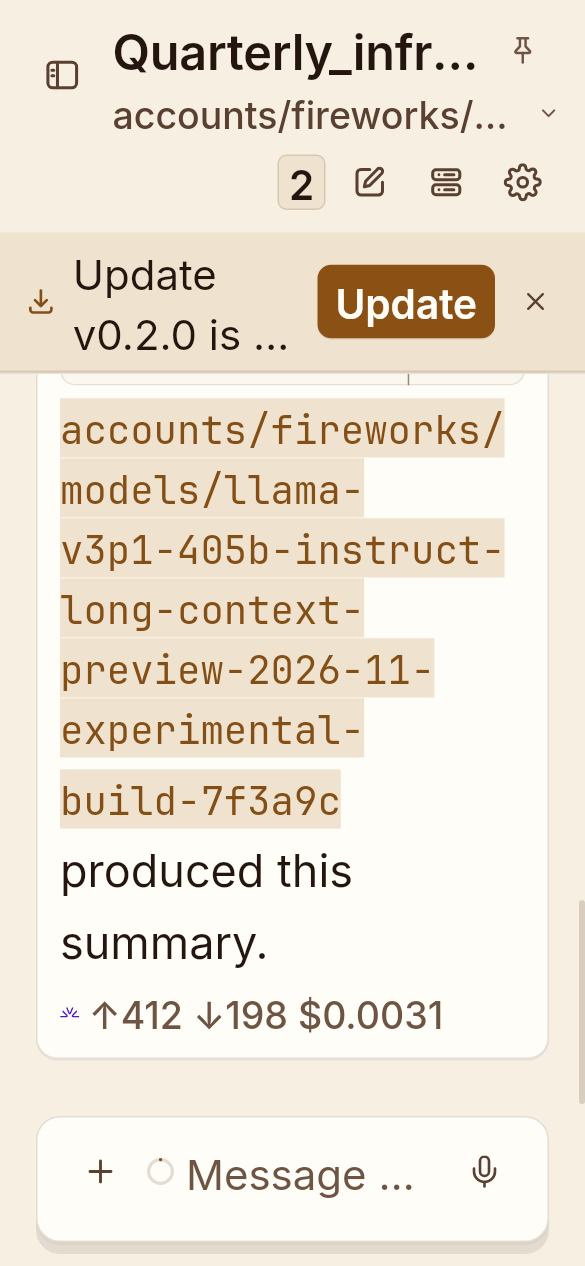 Quarterly_infr...
accounts/fireworks/...
2
Update
v0.2.0 is ...
Update
accounts/fireworks/
models/llama-
v3p1-405b-instruct-
long-context-
preview-2026-11-
experimental-
build-7f3a9c
produced this
summary.
↑412 ↓198 $0.0031
Message ...